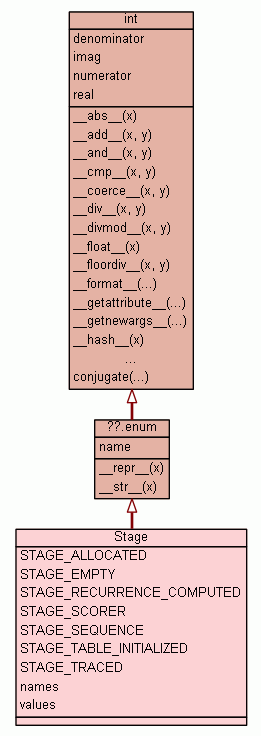 int
denominator
imag
numerator
real
__abs__(x)
__add__(x, y)
__and__(x, y)
__cmp__(x, y)
__coerce__(x, y)
__div__(x, y)
__divmod__(x, y)
__float__(x)
__floordiv__(x, y)
__format__(...)
__getattribute__(...)
__getnewargs__(...)
__hash__(x)
...
conjugate(...)
??.enum
name
__repr__(x)
__str__(x)
Stage
STAGE_ALLOCATED
STAGE_EMPTY
STAGE_RECURRENCE_COMPUTED
STAGE_SCORER
STAGE_SEQUENCE
STAGE_TABLE_INITIALIZED
STAGE_TRACED
names
values